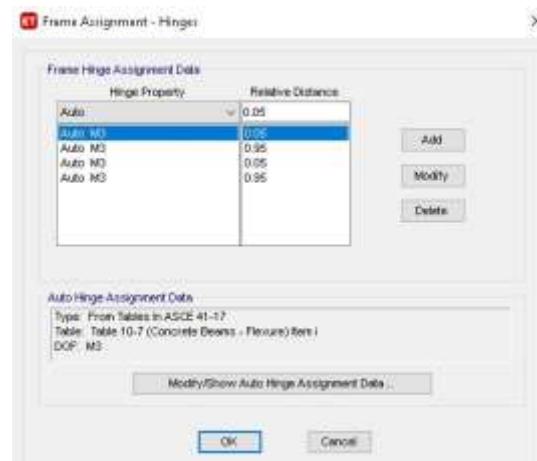 Frame Assignment - Hinges
Frame Hinge Assignment Data
Hinge Property Relative Distance
Auto 0.05
Auto M3 0.05
Auto M3 0.95
Auto M3 0.05
Auto M3 0.95
Add
Modify
Delete
Auto Hinge Assignment Data
Type: From Tables In ASCE 41-17
Table: Table 10-7 (Concrete Beams - Flexure) Item i
DOF: M3
Modify/Show Auto Hinge Assignment Data...
OK Cancel